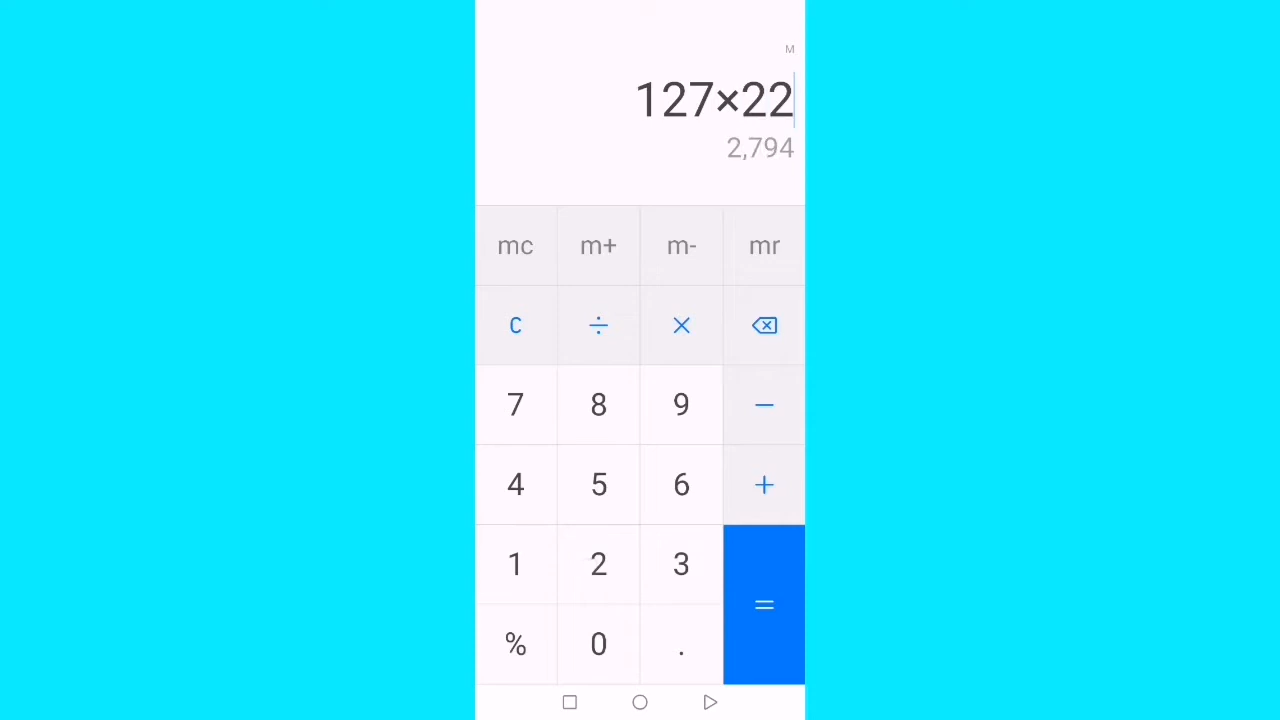 M
127×22
2,794
mc m+ m- mr
C ÷ ×
7 8 9 −
4 5 6 +
1 2 3
=
% 0 .